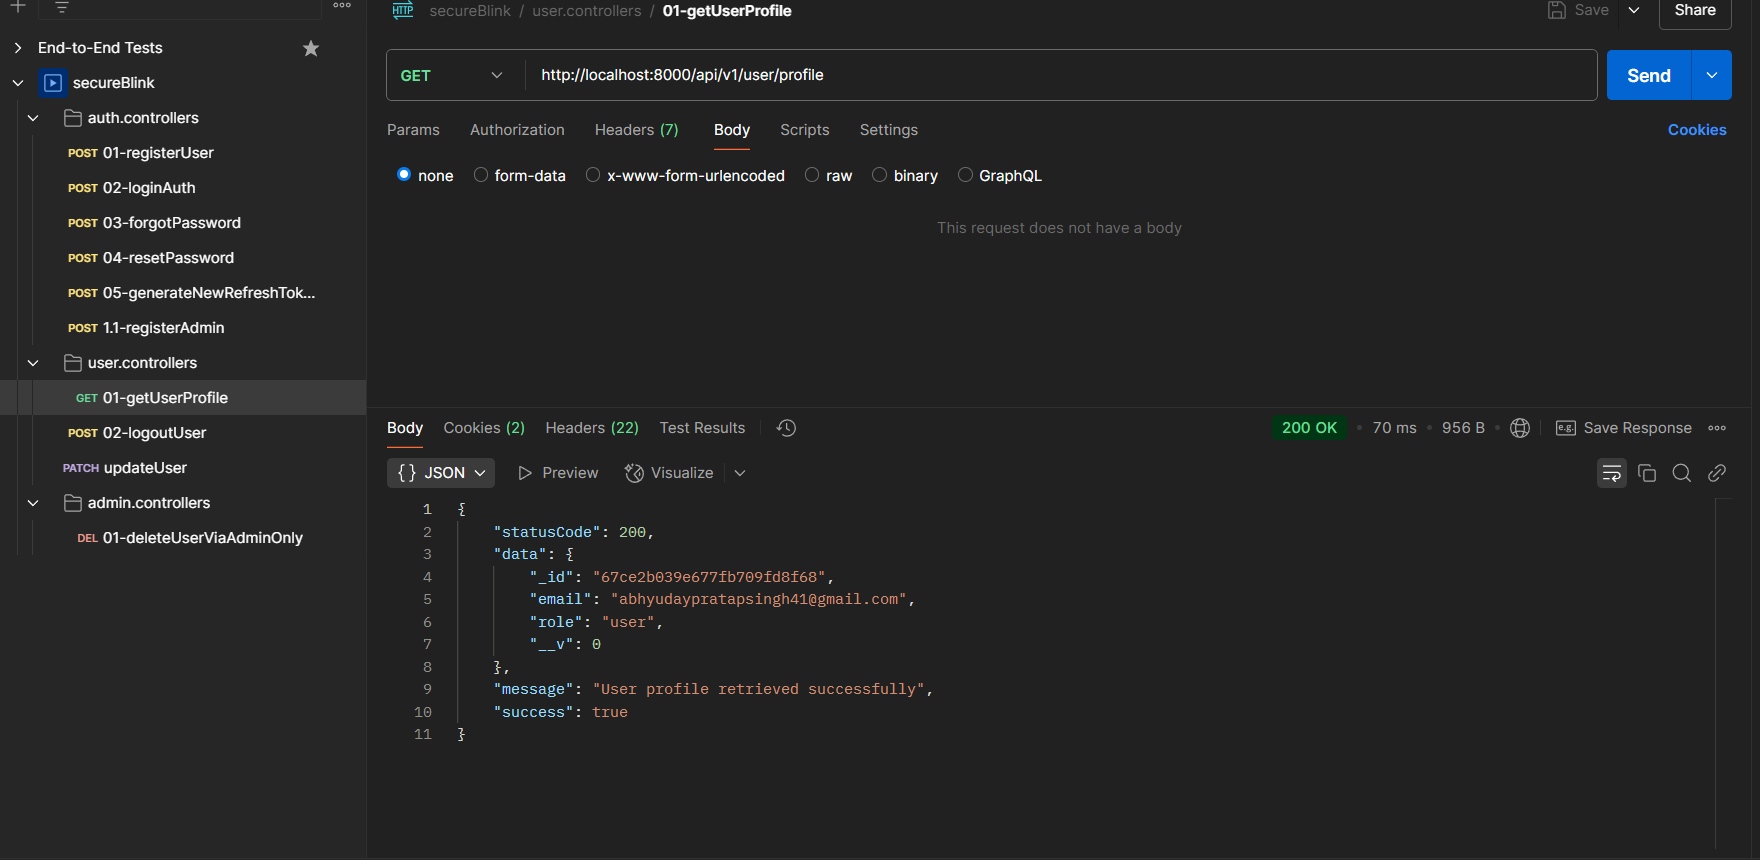 End-to-End Tests
secureBlink
auth.controllers
POST 01-registerUser
POST 02-loginAuth
POST 03-forgotPassword
POST 04-resetPassword
POST 05-generateNewRefreshTok...
POST 1.1-registerAdmin
user.controllers
GET 01-getUserProfile
POST 02-logoutUser
PATCH updateUser
admin.controllers
DEL 01-deleteUserViaAdminOnly
HTTP secureBlink / user.controllers / 01-getUserProfile Save Share
GET http://localhost:8000/api/v1/user/profile Send
Params Authorization Headers (7) Body Scripts Settings Cookies
none form-data x-www-form-urlencoded raw binary GraphQL
This request does not have a body
Body Cookies (2) Headers (22) Test Results 200 OK • 70 ms • 956 B • e.g. Save Response
{} JSON Preview Visualize
1 {
2 "statusCode": 200,
3 "data": {
4 "_id": "67ce2b039e677fb709fd8f68",
5 "email": "abhyudaypratapsingh41@gmail.com",
6 "role": "user",
7 "__v": 0
8 },
9 "message": "User profile retrieved successfully",
10 "success": true
11 }